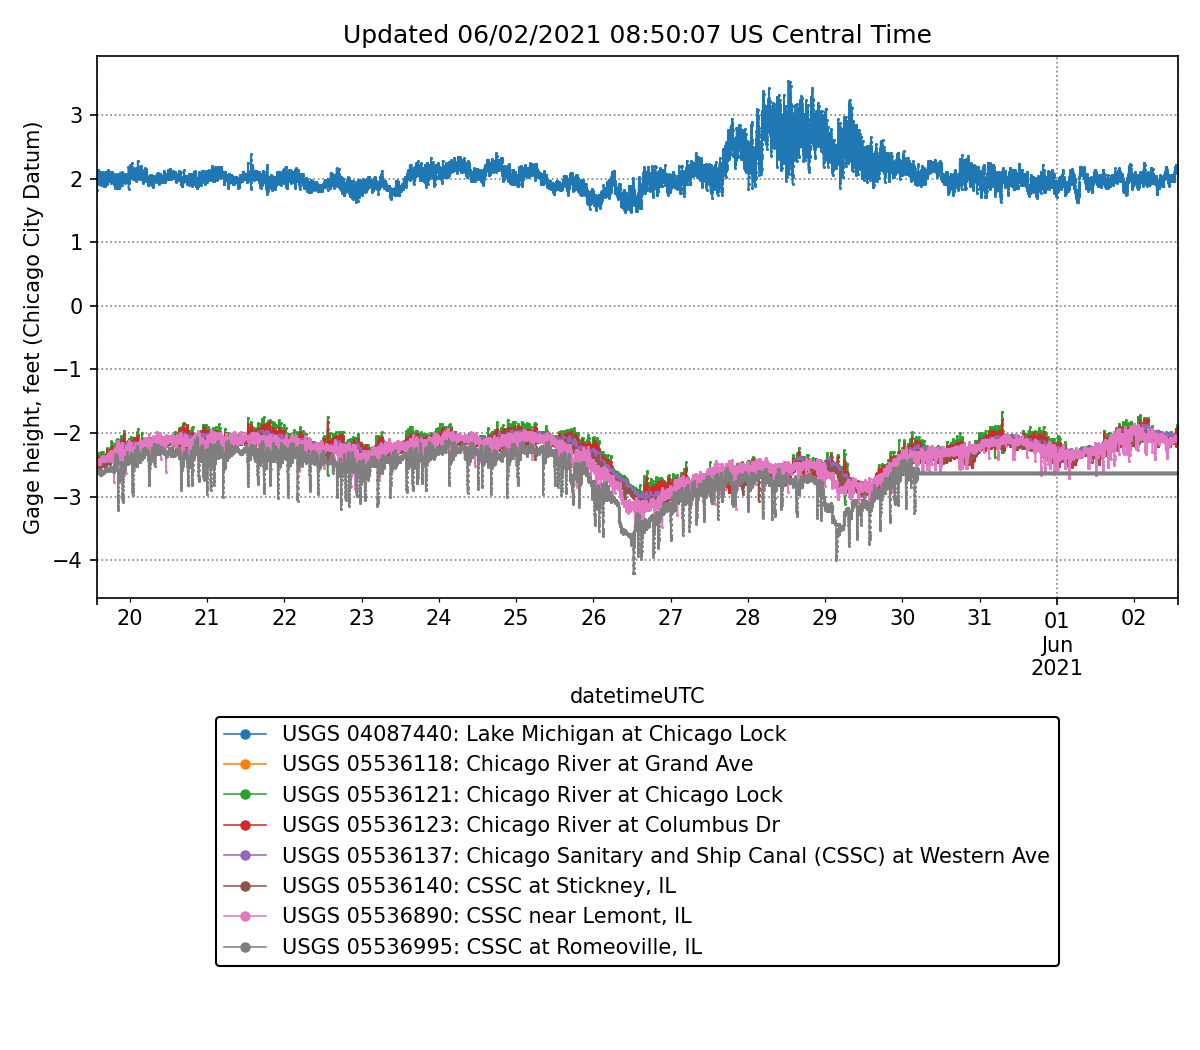 Updated 06/02/2021 08:50:07 US Central Time
Gage height, feet (Chicago City Datum)
3
2
1
0
−1
−2
−3
−4
20 21 22 23 24 25 26 27 28 29 30 31 01 02
Jun
2021
datetimeUTC
USGS 04087440: Lake Michigan at Chicago Lock
USGS 05536118: Chicago River at Grand Ave
USGS 05536121: Chicago River at Chicago Lock
USGS 05536123: Chicago River at Columbus Dr
USGS 05536137: Chicago Sanitary and Ship Canal (CSSC) at Western Ave
USGS 05536140: CSSC at Stickney, IL
USGS 05536890: CSSC near Lemont, IL
USGS 05536995: CSSC at Romeoville, IL